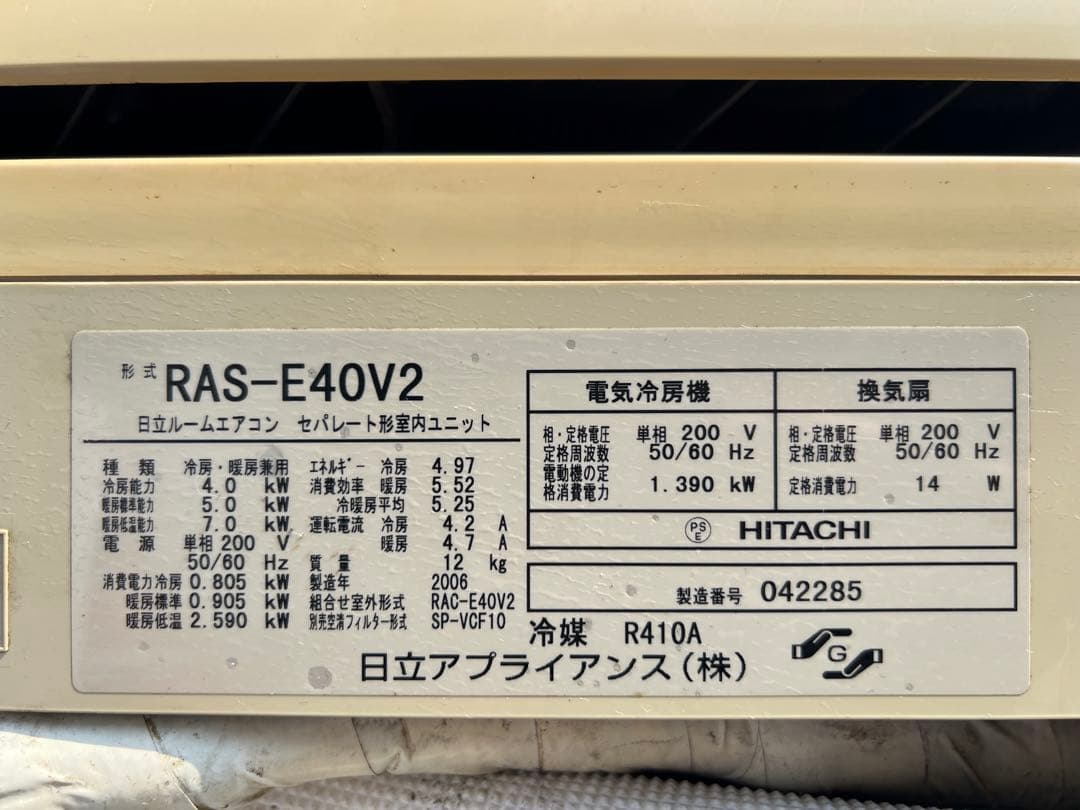 形式 RAS-E40V2
日立ルームエアコン セパレート形室内ユニット
種類 冷房・暖房兼用
冷房能力 4.0 kW
暖房標準能力 5.0 kW
暖房低温能力 7.0 kW
電源 単相 200 V
50/60 Hz
消費電力 冷房 0.805 kW
暖房標準 0.905 kW
暖房低温 2.590 kW
エネルギー 冷房 4.97
消費効率 暖房 5.52
冷暖房平均 5.25
運転電流 冷房 4.2 A
暖房 4.7 A
質量 12 kg
製造年 2006
組合せ室外形式 RAC-E40V2
別売空清フィルター形式 SP-VCF10
電気冷房機
相・定格電圧 単相 200 V
定格周波数 50/60 Hz
電動機の定
格消費電力 1.390 kW
換気扇
相・定格電圧 単相 200 V
定格周波数 50/60 Hz
定格消費電力 14 W
PSE HITACHI
製造番号 042285
冷媒 R410A
日立アプライアンス(株)
G